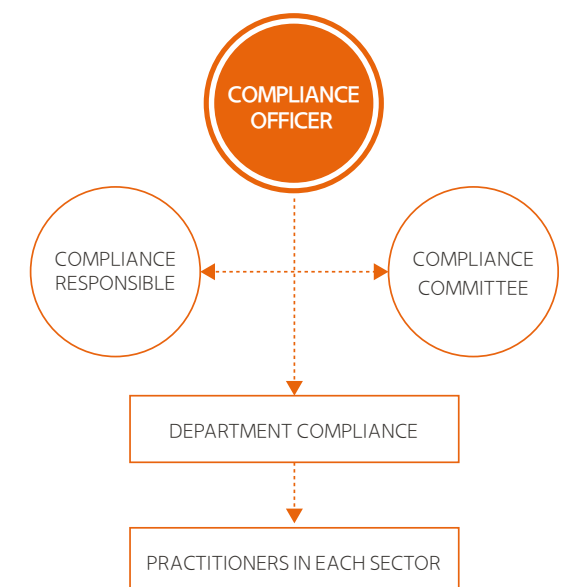 COMPLIANCE
OFFICER
COMPLIANCE
RESPONSIBLE
COMPLIANCE
COMMITTEE
DEPARTMENT COMPLIANCE
PRACTITIONERS IN EACH SECTOR